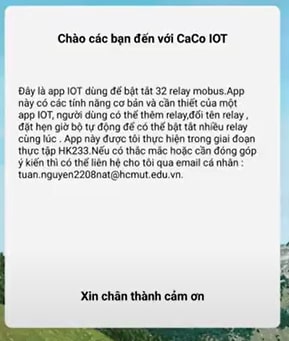 Chào các bạn đến với CaCo IOT
Đây là app IOT dùng để bật tắt 32 relay mobus.App
này có các tính năng cơ bản và cần thiết của một
app IOT, người dùng có thể thêm relay,đổi tên relay ,
đặt hẹn giờ bộ tự động để có thể bật tắt nhiều relay
cùng lúc . App này được tôi thực hiện trong giai đoạn
thực tập HK233.Nếu có thắc mắc hoặc cần đóng góp
ý kiến thì có thể liên hệ cho tôi qua email cá nhân :
tuan.nguyen2208nat@hcmut.edu.vn.
Xin chân thành cảm ơn